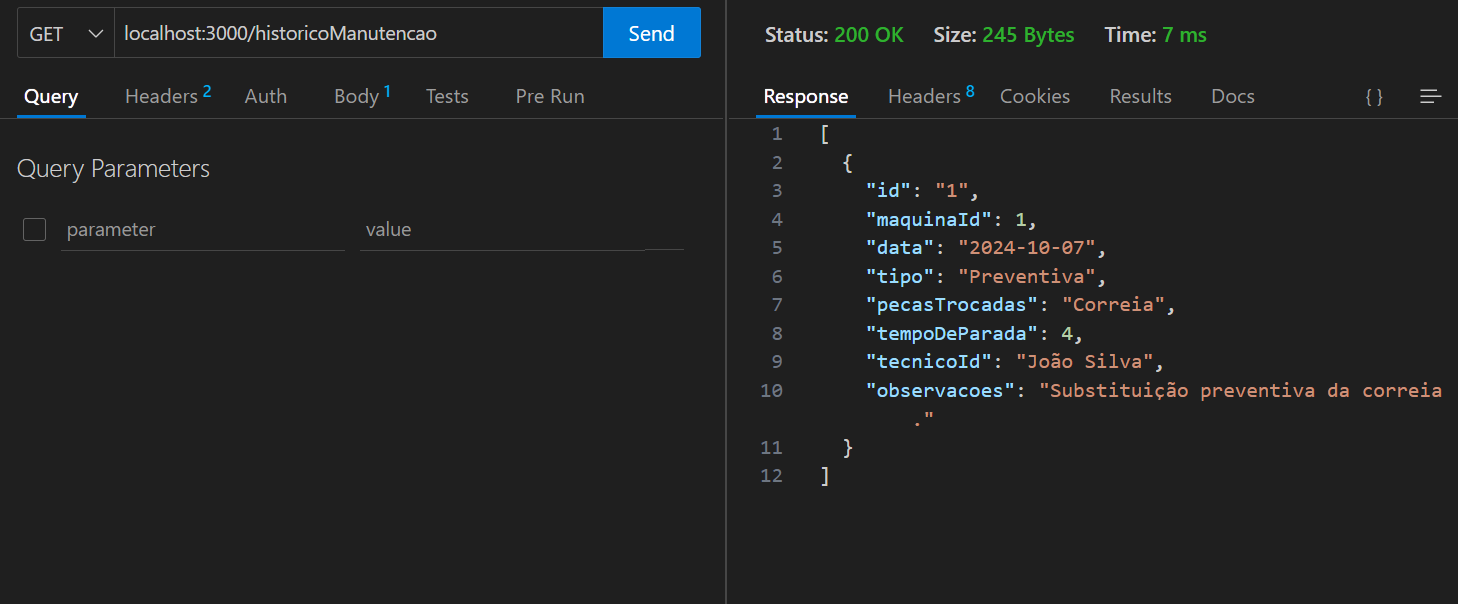 GET localhost:3000/historicoManutencao Send
Query Headers 2 Auth Body 1 Tests Pre Run
Query Parameters
parameter value
Status: 200 OK Size: 245 Bytes Time: 7 ms
Response Headers 8 Cookies Results Docs { }
1 [
2 {
3 "id": "1",
4 "maquinaId": 1,
5 "data": "2024-10-07",
6 "tipo": "Preventiva",
7 "pecasTrocadas": "Correia",
8 "tempoDeParada": 4,
9 "tecnicoId": "João Silva",
10 "observacoes": "Substituição preventiva da correia
."
11 }
12 ]